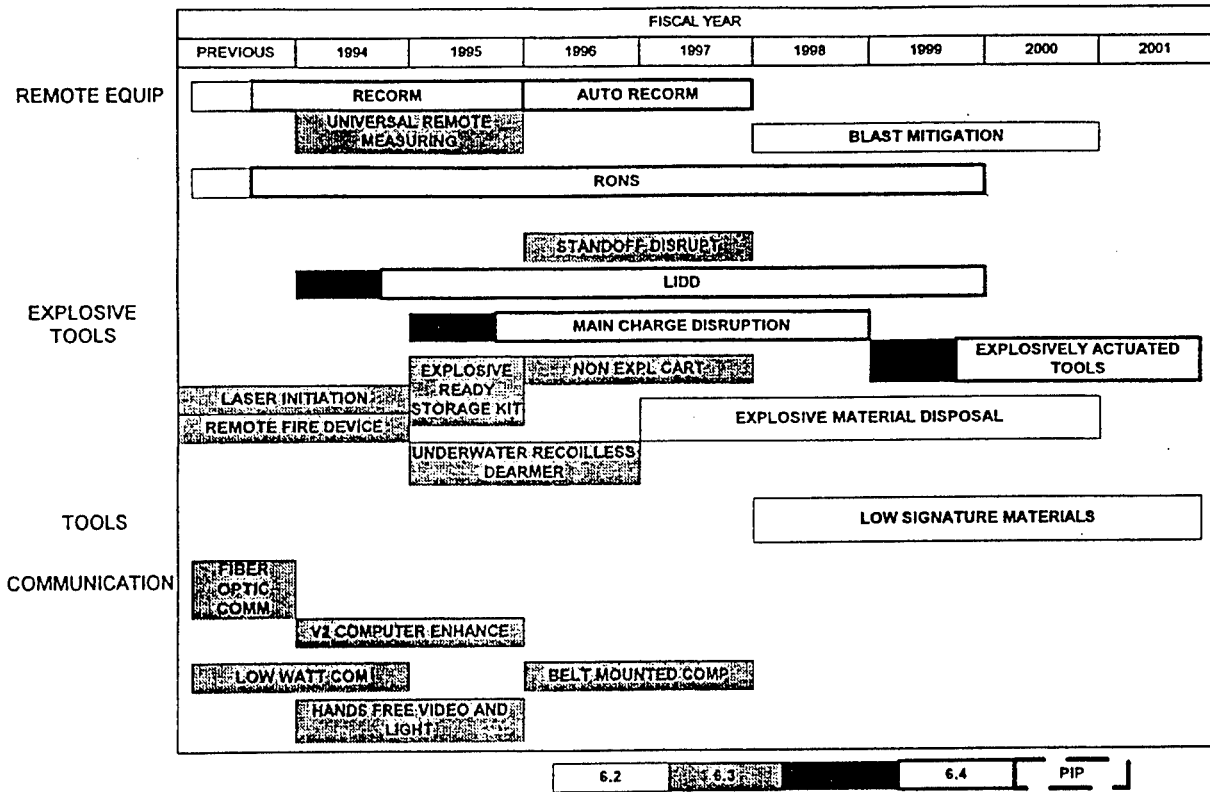 FISCAL YEAR
PREVIOUS 1994 1995 1996 1997 1998 1999 2000 2001
REMOTE EQUIP
RECORM
AUTO RECORM
UNIVERSAL REMOTE
MEASURING
BLAST MITIGATION
RONS
EXPLOSIVE
TOOLS
STANDOFF DISRUPT
LIDD
MAIN CHARGE DISRUPTION
EXPLOSIVELY ACTUATED
TOOLS
EXPLOSIVE
READY
STORAGE KIT
NON EXPL CART
LASER INITIATION
REMOTE FIRE DEVICE
EXPLOSIVE MATERIAL DISPOSAL
UNDERWATER RECOILLESS
DEARMER
TOOLS
LOW SIGNATURE MATERIALS
COMMUNICATION
FIBER
OPTIC
COMM
COMPUTER ENHANCE
LOW WATT COM
BELT MOUNTED COMP
HANDS FREE VIDEO AND
LIGHT
6.2 6.3 6.4 PIP